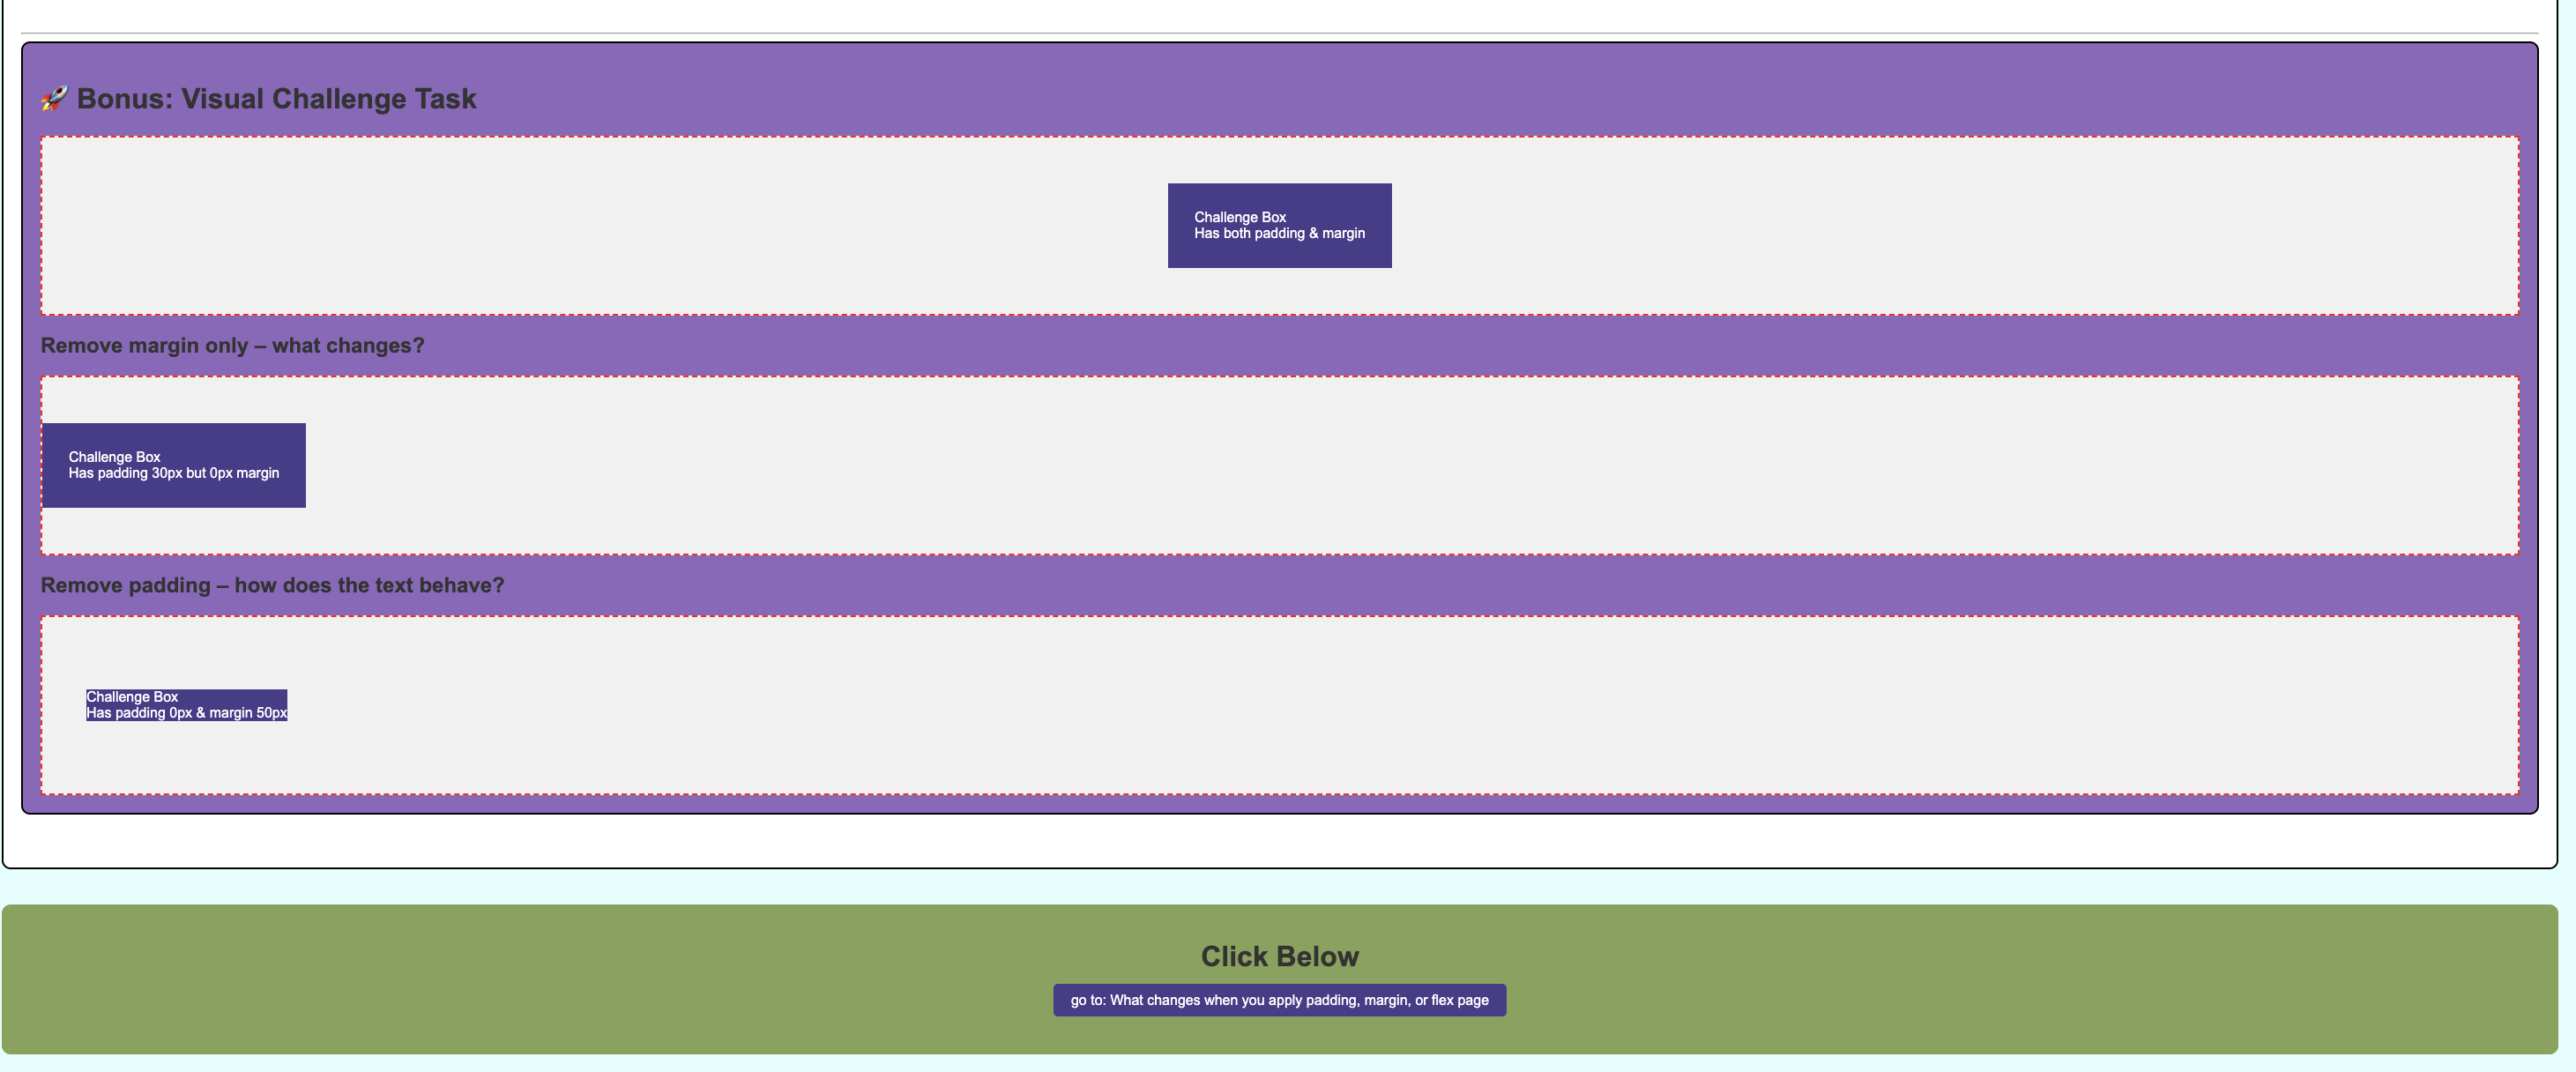 🚀 Bonus: Visual Challenge Task
Challenge Box
Has both padding & margin
Remove margin only – what changes?
Challenge Box
Has padding 30px but 0px margin
Remove padding – how does the text behave?
Challenge Box
Has padding 0px & margin 50px
Click Below
go to: What changes when you apply padding, margin, or flex page